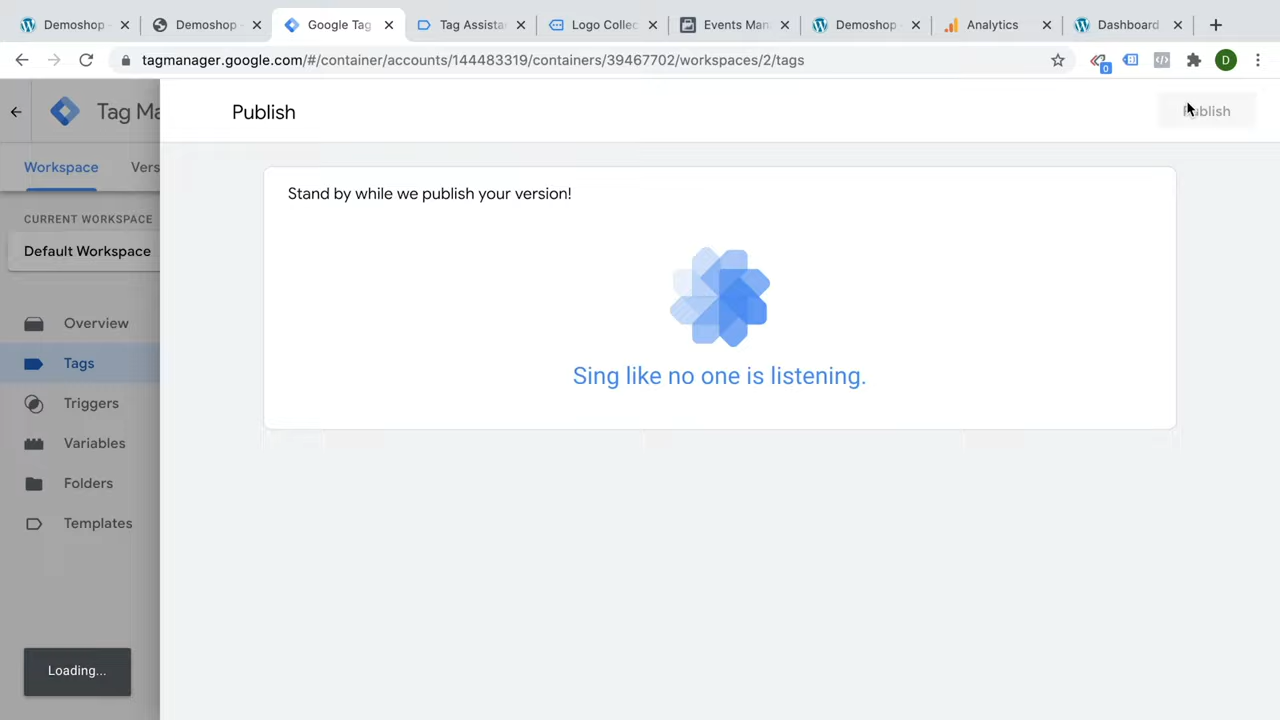 Demoshop -
Demoshop -
Google Tag
Tag Assista
Logo Collec
Events Man
Demoshop -
Analytics
Dashboard
tagmanager.google.com/#/container/accounts/144483319/containers/39467702/workspaces/2/tags
0
D
Tag Ma
Publish
Publish
Workspace
Vers
Stand by while we publish your version!
CURRENT WORKSPACE
Default Workspace
Overview
Sing like no one is listening.
Tags
Triggers
Variables
Folders
Templates
Loading...